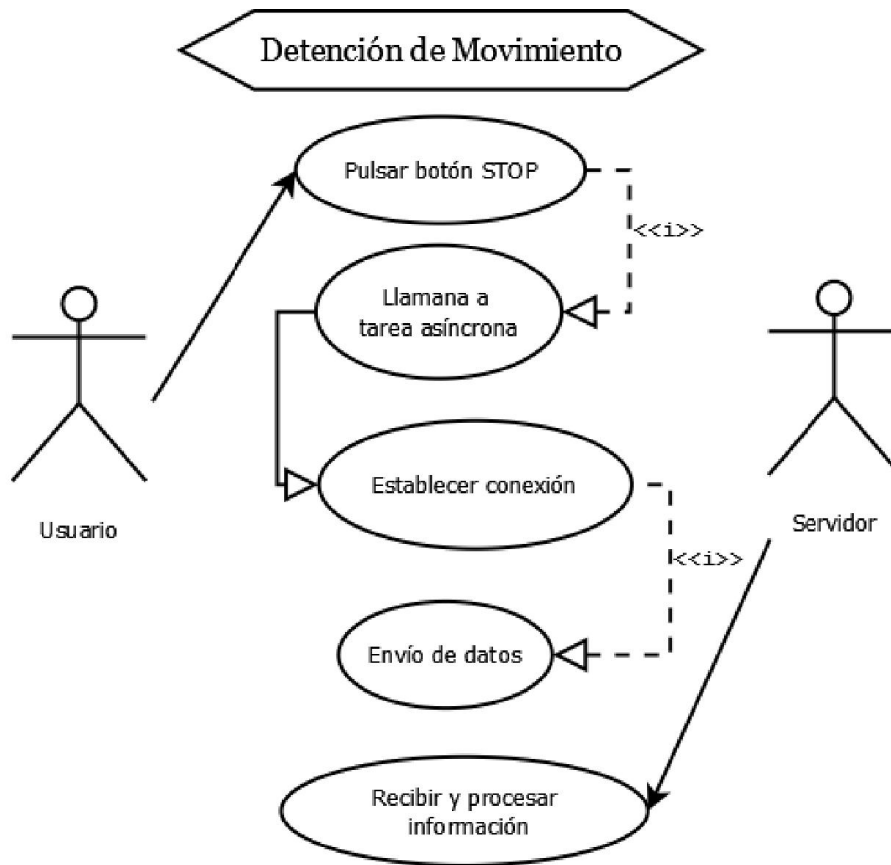 Detención de Movimiento
Pulsar botón STOP
<<i>>
Llamana a
tarea asíncrona
Establecer conexión
Usuario
Servidor
<<i>>
Envío de datos
Recibir y procesar
información